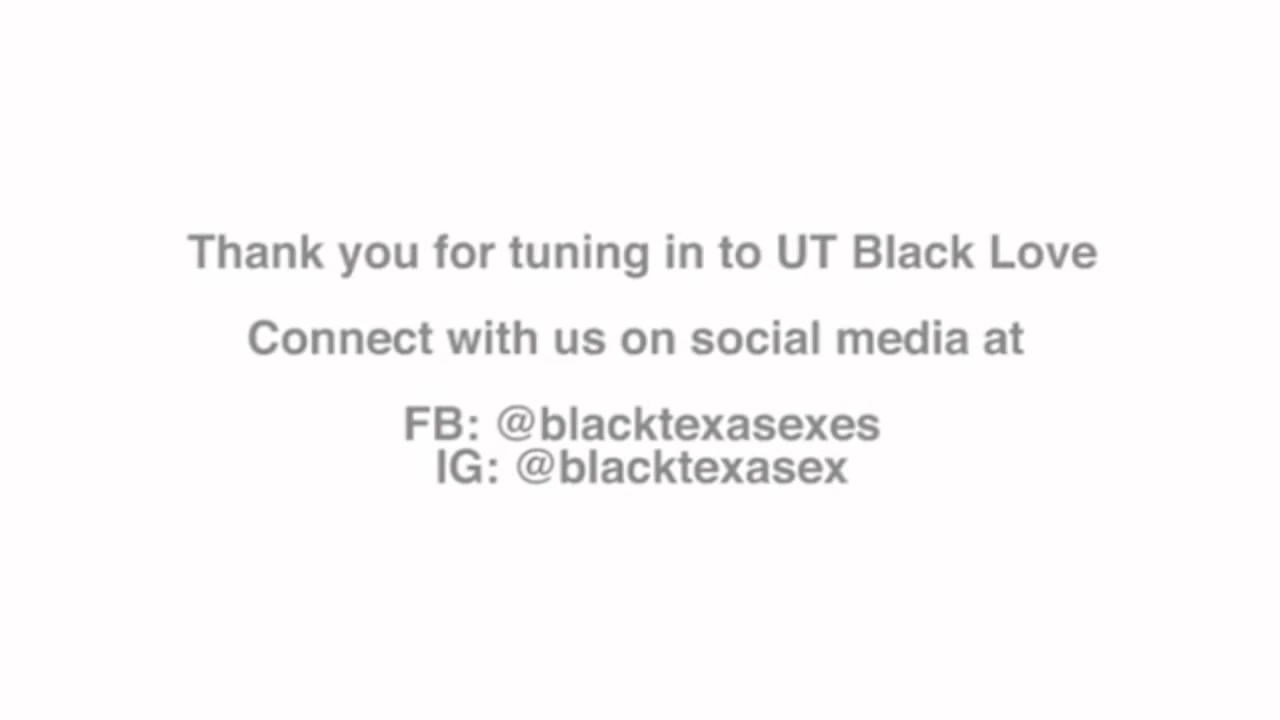 Thank you for tuning in to UT Black Love
Connect with us on social media at
FB: @blacktexasexes
IG: @blacktexasex